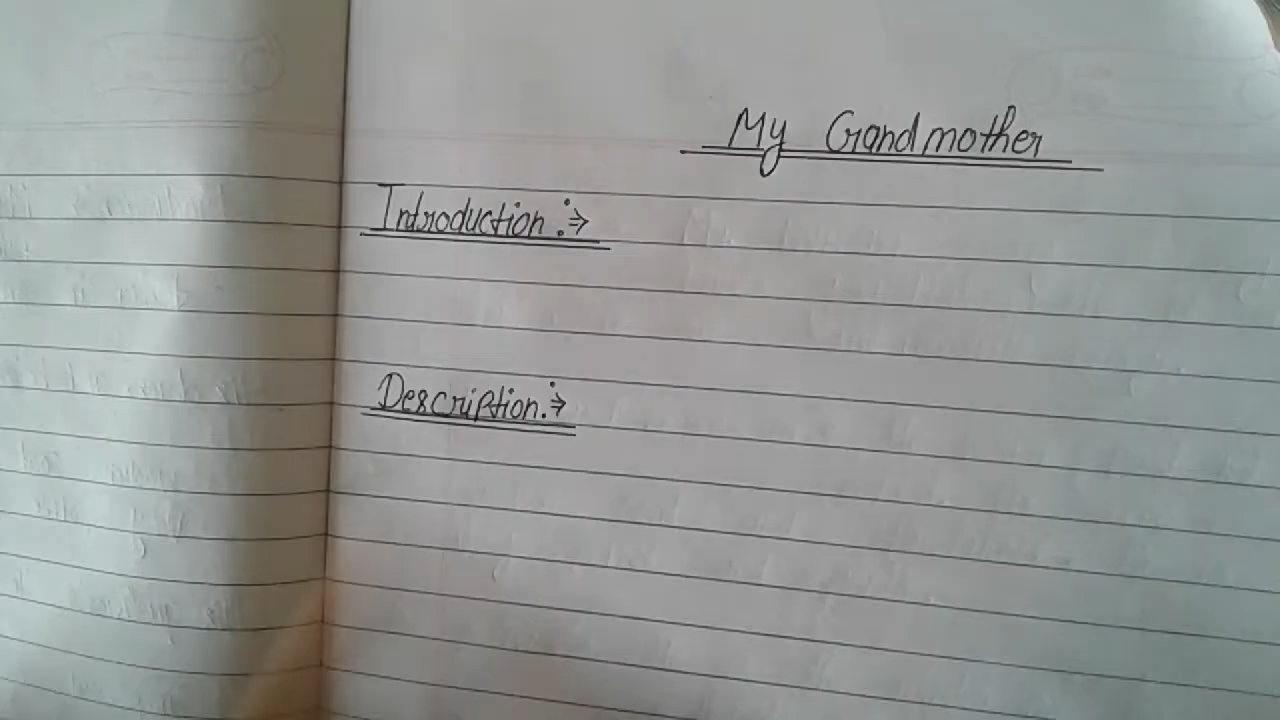 My Grandmother
Introduction :→
Description :→